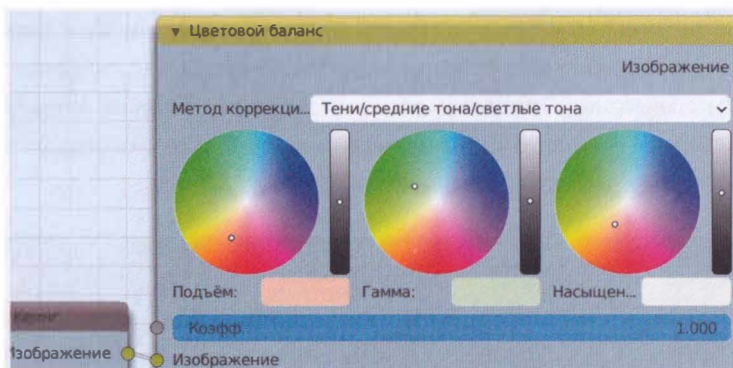 ▼ Цветовой баланс
Изображение
Метод коррекци... Тени/средние тона/светлые тона
Подъём: Гамма: Насыщен...
Коэфф. 1.000
Изображение
Изображение